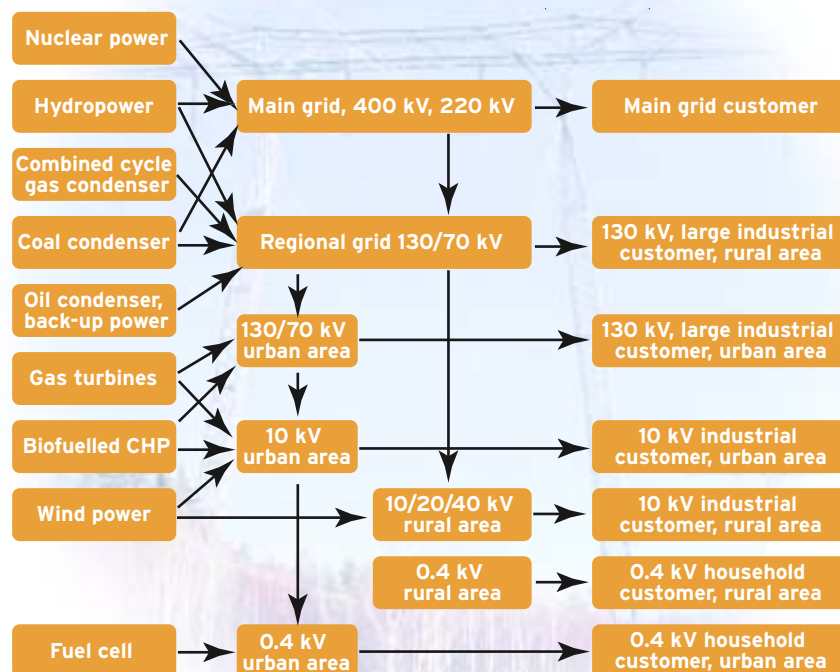 Nuclear power
Hydropower
Main grid, 400 kV, 220 kV
Main grid customer
Combined cycle
gas condenser
Coal condenser
Regional grid 130/70 kV
130 kV, large industrial
customer, rural area
Oil condenser,
back-up power
130/70 kV
urban area
130 kV, large industrial
customer, urban area
Gas turbines
Biofuelled CHP
10 kV
urban area
10 kV industrial
customer, urban area
Wind power
10/20/40 kV
rural area
10 kV industrial
customer, rural area
0.4 kV
rural area
0.4 kV household
customer, rural area
Fuel cell
0.4 kV
urban area
0.4 kV household
customer, urban area